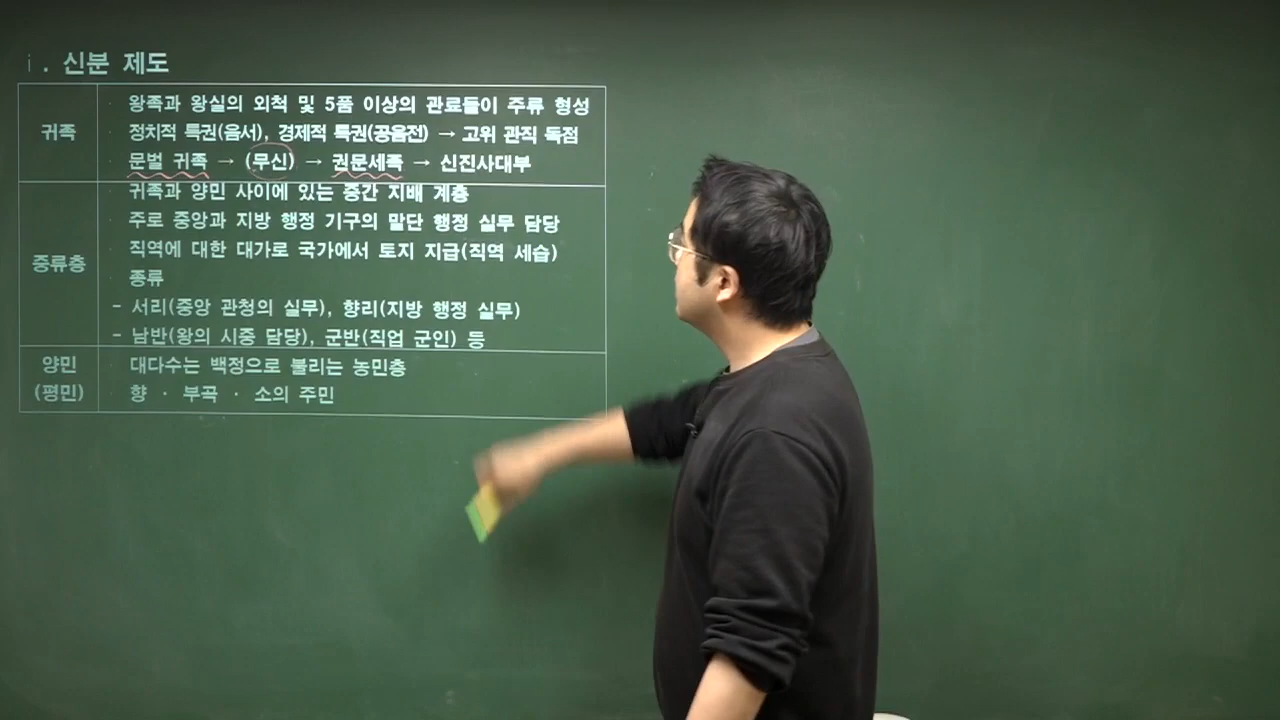 ⅰ. 신분 제도
귀족
· 왕족과 왕실의 외척 및 5품 이상의 관료들이 주류 형성
· 정치적 특권(음서), 경제적 특권(공음전) → 고위 관직 독점
· 문벌 귀족 → (무신) → 권문세족 → 신진사대부
중류층
· 귀족과 양민 사이에 있는 중간 지배 계층
· 주로 중앙과 지방 행정 기구의 말단 행정 실무 담당
· 직역에 대한 대가로 국가에서 토지 지급(직역 세습)
· 종류
- 서리(중앙 관청의 실무), 향리(지방 행정 실무)
- 남반(왕의 시중 담당), 군반(직업 군인) 등
양민
(평민)
· 대다수는 백정으로 불리는 농민층
· 향 · 부곡 · 소의 주민